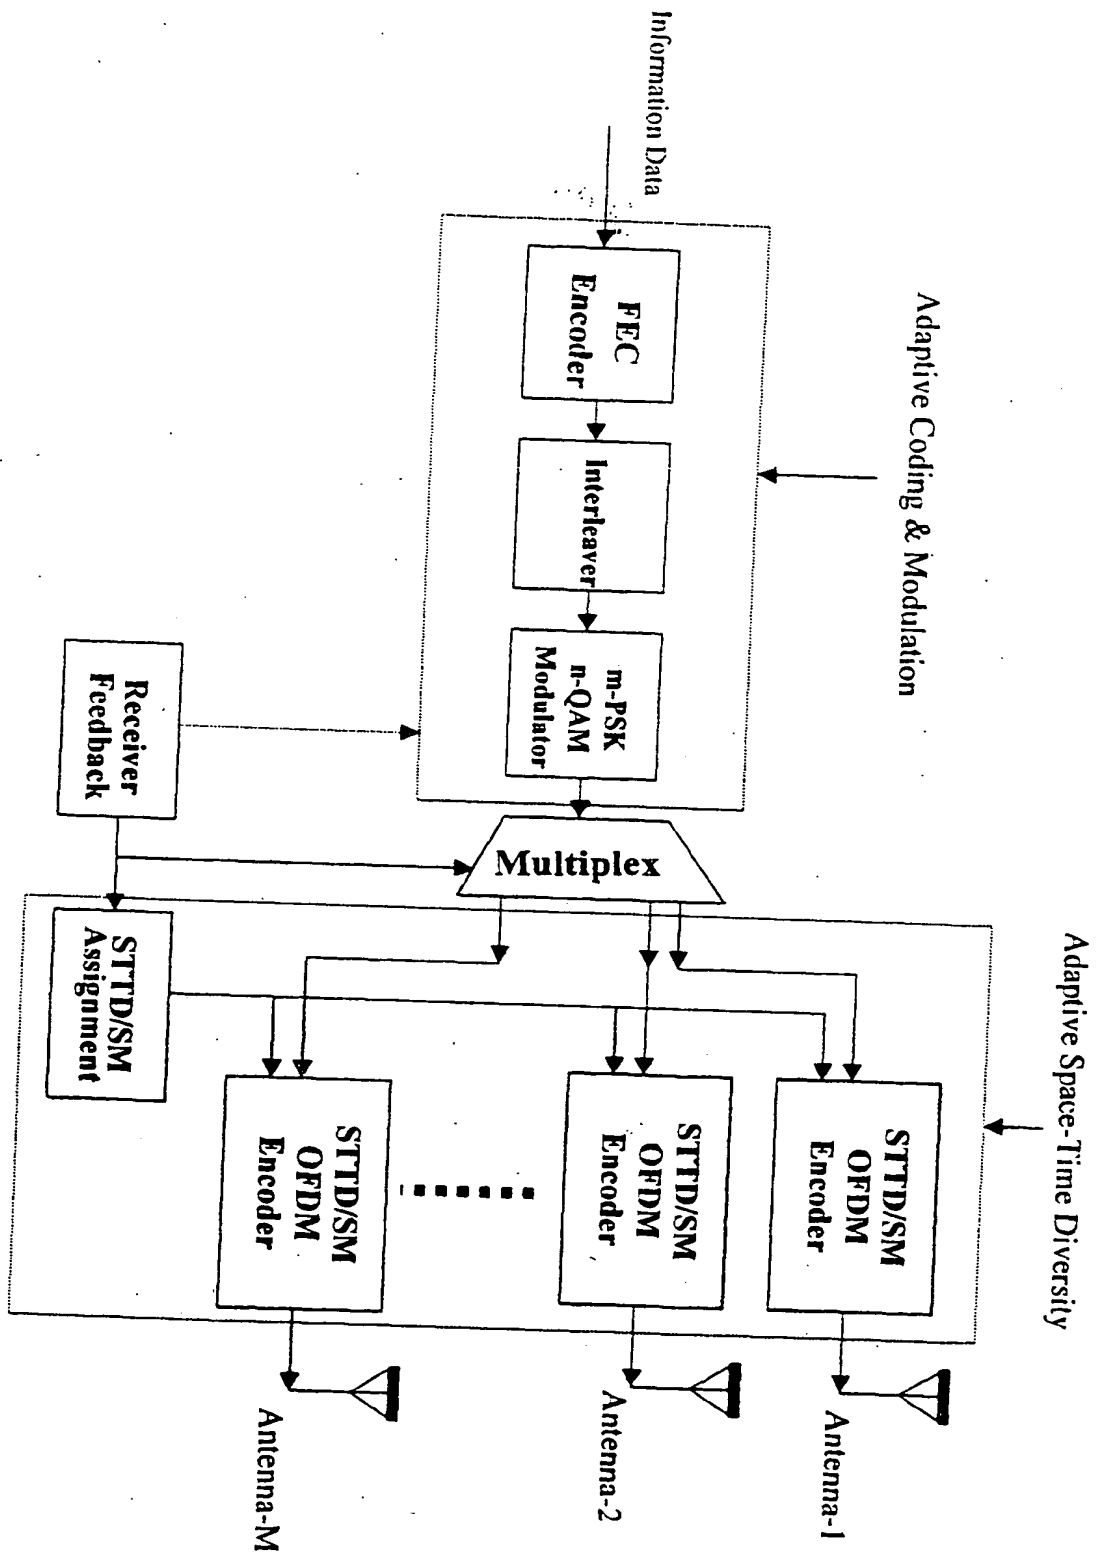 Adaptive Coding & Modulation
Adaptive Space-Time Diversity
Information Data
FEC
Encoder
Interleaver
m-PSK
n-QAM
Modulator
Multiplex
STTD/SM
OFDM
Encoder
Antenna-1
STTD/SM
OFDM
Encoder
Antenna-2
STTD/SM
OFDM
Encoder
Antenna-M
Receiver
Feedback
STTD/SM
Assignment